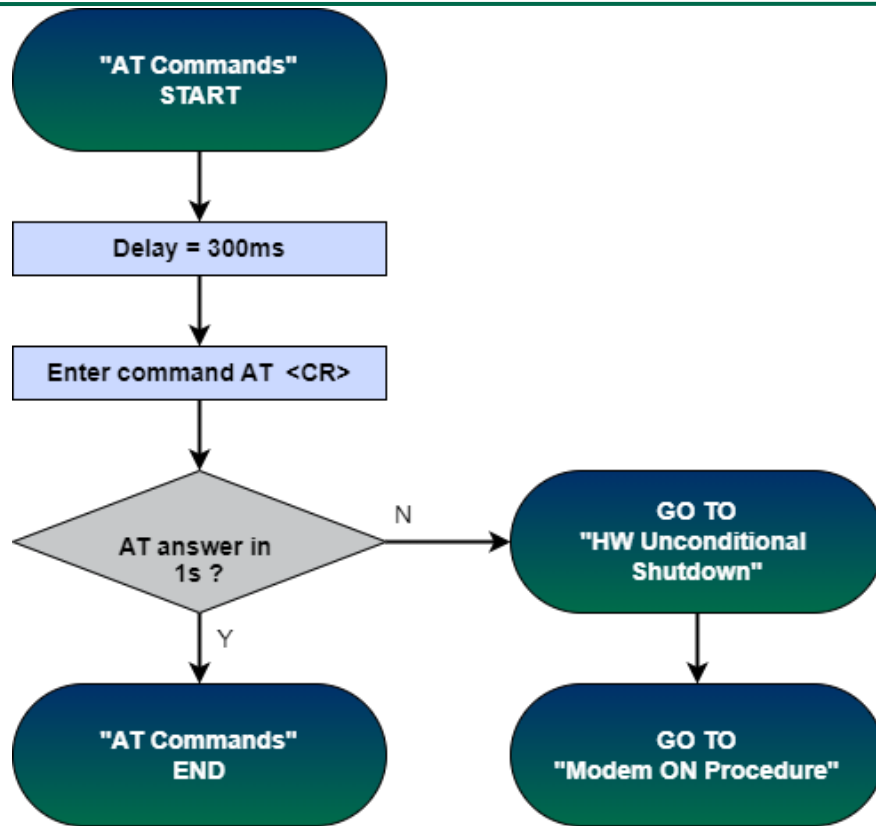 "AT Commands"
START
Delay = 300ms
Enter command AT <CR>
AT answer in
1s ?
N
Y
GO TO
"HW Unconditional
Shutdown"
"AT Commands"
END
GO TO
"Modem ON Procedure"